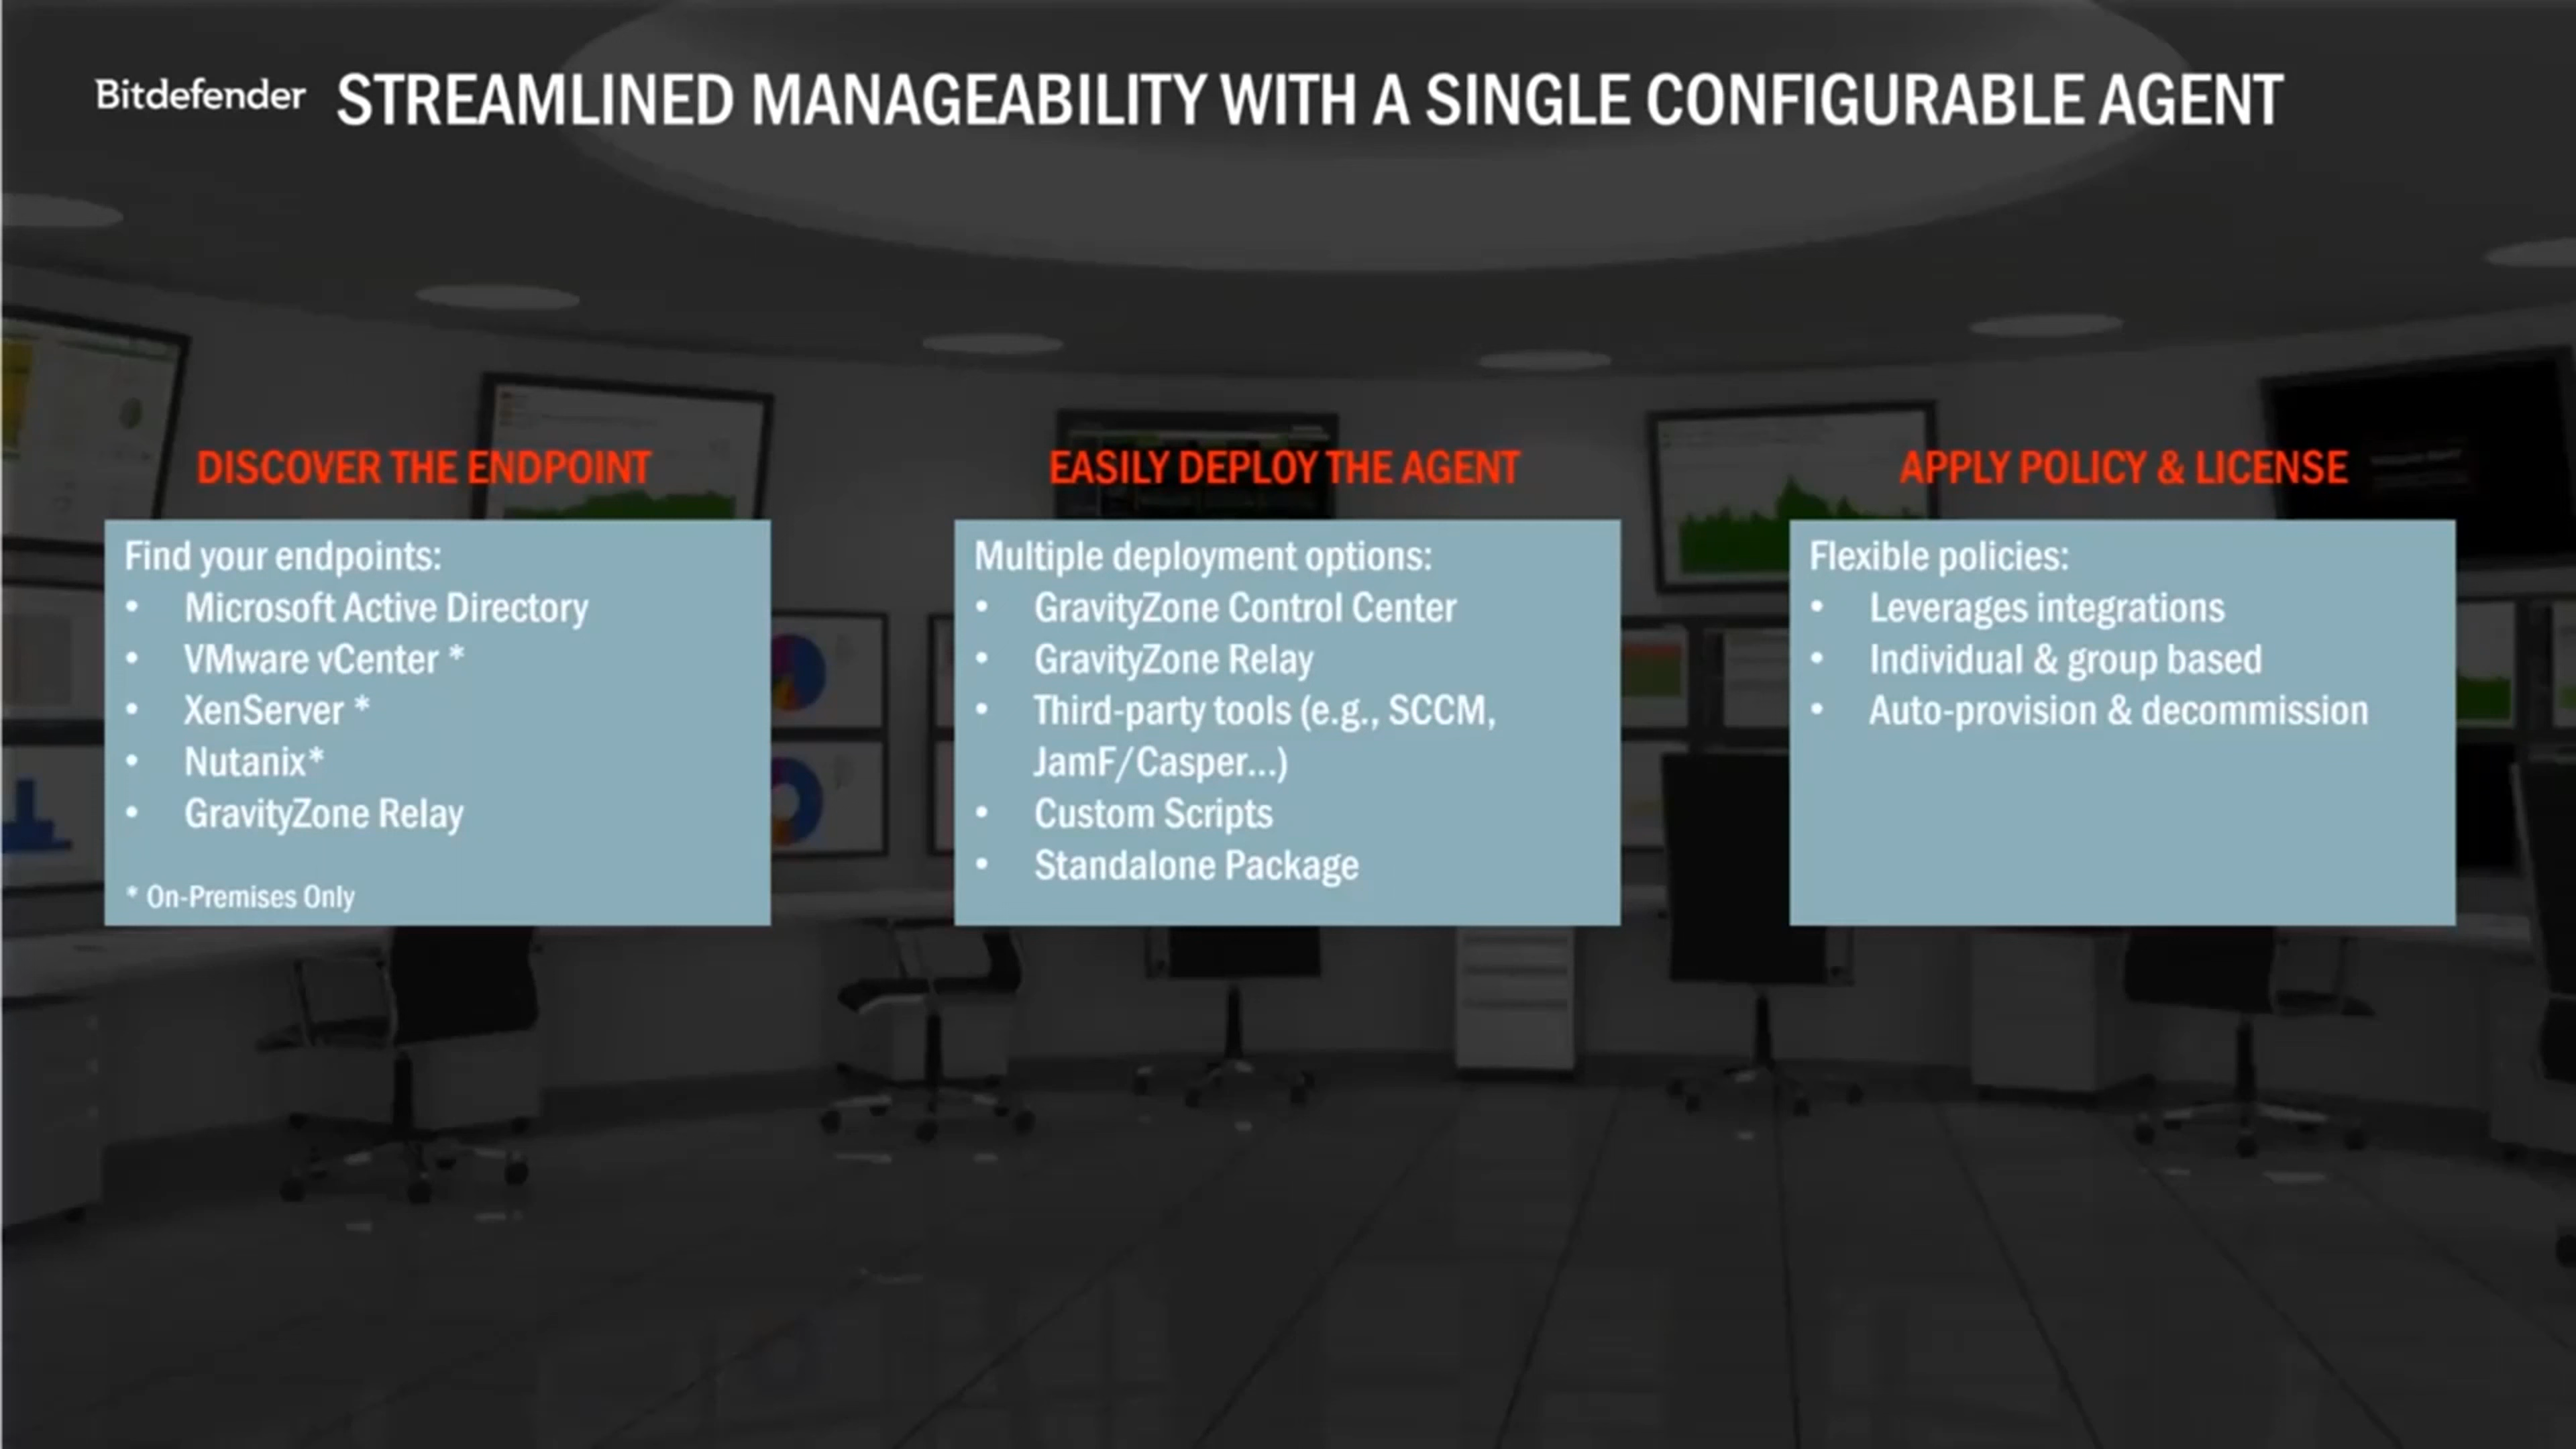 Bitdefender STREAMLINED MANAGEABILITY WITH A SINGLE CONFIGURABLE AGENT
DISCOVER THE ENDPOINT
Find your endpoints:
• Microsoft Active Directory
• VMware vCenter *
• XenServer *
• Nutanix*
• GravityZone Relay
* On-Premises Only
EASILY DEPLOY THE AGENT
Multiple deployment options:
• GravityZone Control Center
• GravityZone Relay
• Third-party tools (e.g., SCCM,
JamF/Casper...)
• Custom Scripts
• Standalone Package
APPLY POLICY & LICENSE
Flexible policies:
• Leverages integrations
• Individual & group based
• Auto-provision & decommission